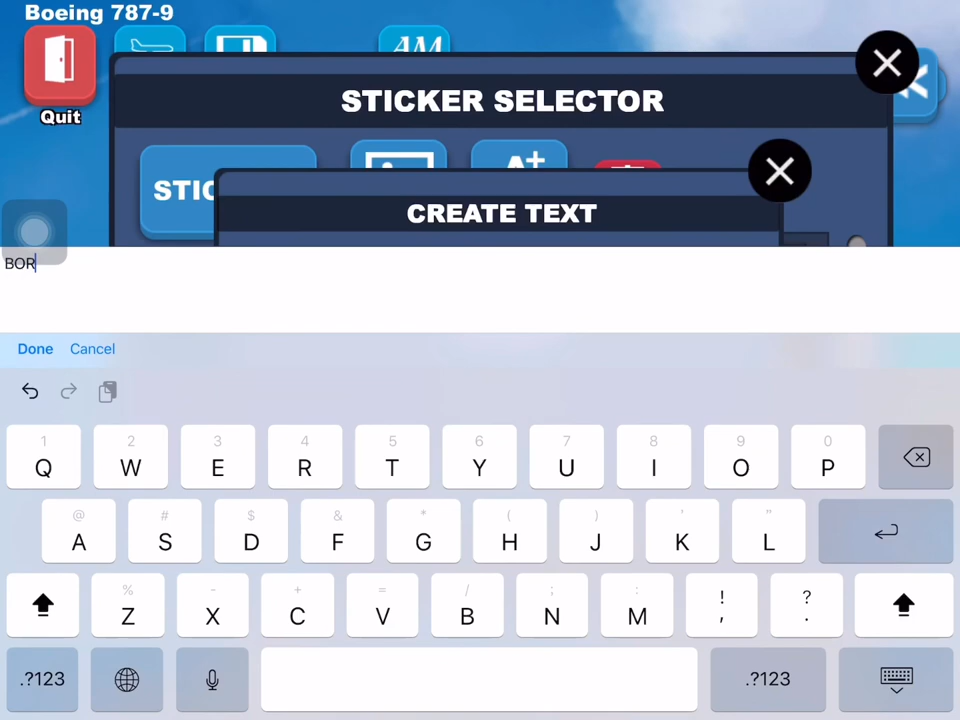 Boeing 787-9
AM
Quit
STICKER SELECTOR
STIC
A+
CREATE TEXT
BOR
Done Cancel
1 2 3 4 5 6 7 8 9 0
Q W E R T Y U I O P
@ # $ & * ( ) ' "
A S D F G H J K L
% - + = / ; : ! ?
Z X C V B N M , .
.?123 .?123